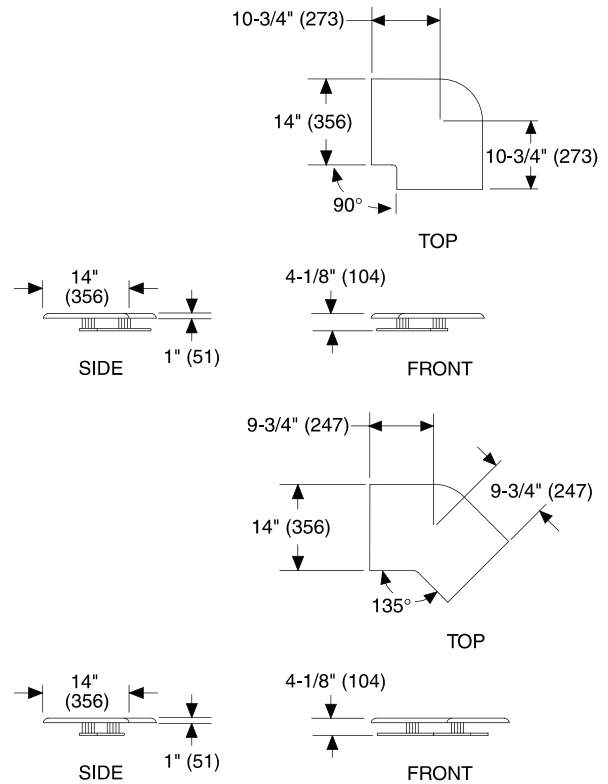 10-3/4" (273)
14" (356)
10-3/4" (273)
90°
TOP
14"
(356)
4-1/8" (104)
1" (51)
SIDE
FRONT
9-3/4" (247)
9-3/4" (247)
14" (356)
135°
TOP
14"
(356)
4-1/8" (104)
1" (51)
SIDE
FRONT